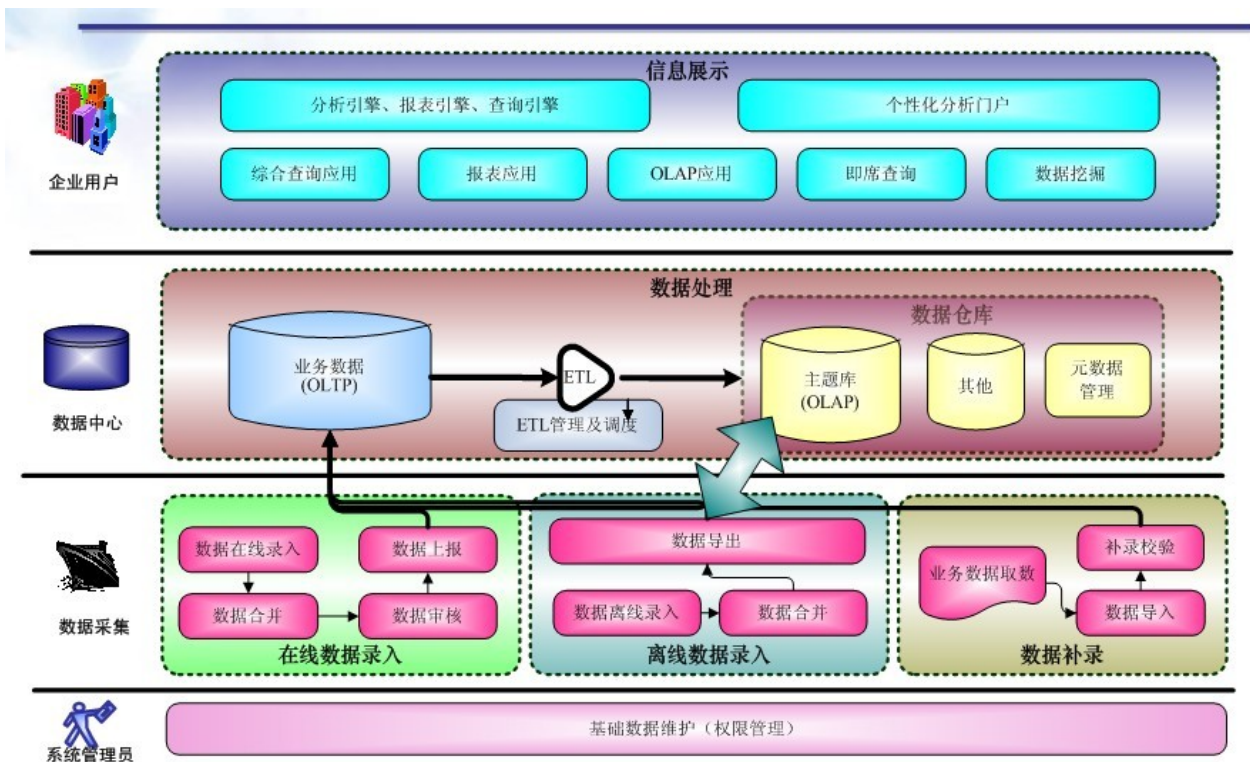 信息展示
分析引擎、报表引擎、查询引擎
个性化分析门户
企业用户
综合查询应用
报表应用
OLAP应用
即席查询
数据挖掘
数据处理
数据仓库
数据中心
业务数据
(OLTP)
ETL
ETL管理及调度
主题库
(OLAP)
其他
元数据
管理
数据采集
数据在线录入
数据上报
数据合并
数据审核
在线数据录入
数据导出
数据离线录入
数据合并
离线数据录入
业务数据取数
补录校验
数据导入
数据补录
系统管理员
基础数据维护（权限管理）